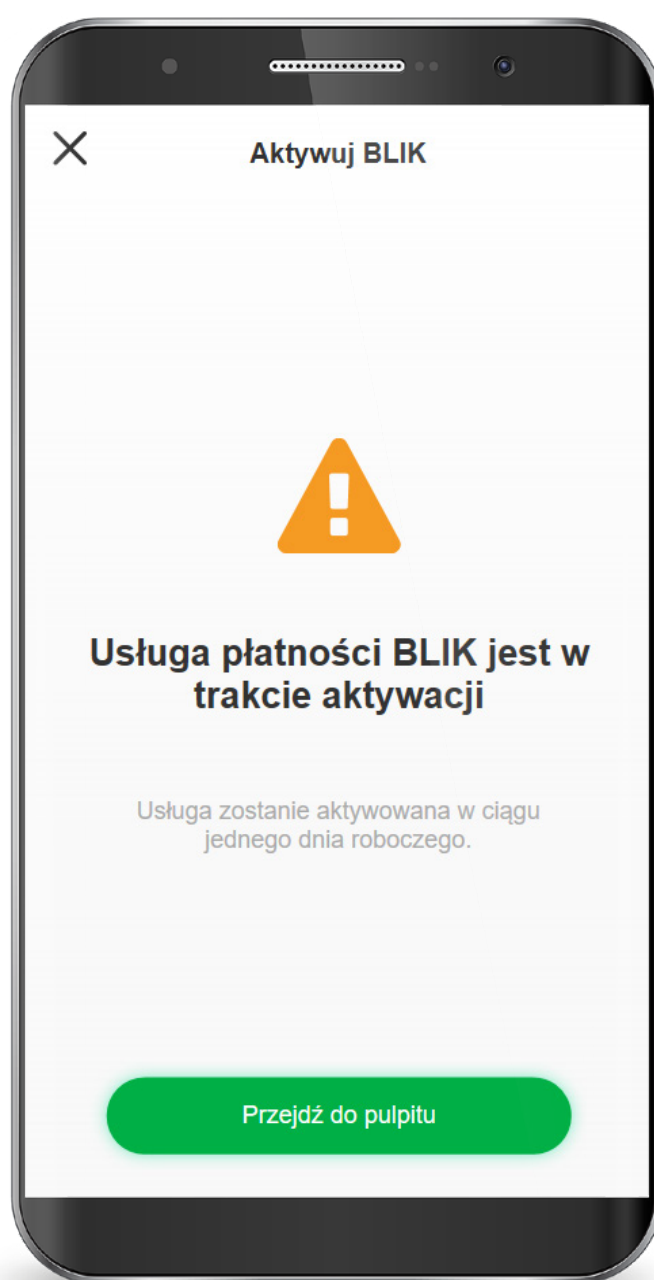 Aktywuj BLIK
Usługa płatności BLIK jest w
trakcie aktywacji
Usługa zostanie aktywowana w ciągu
jednego dnia roboczego.
Przejdź do pulpitu